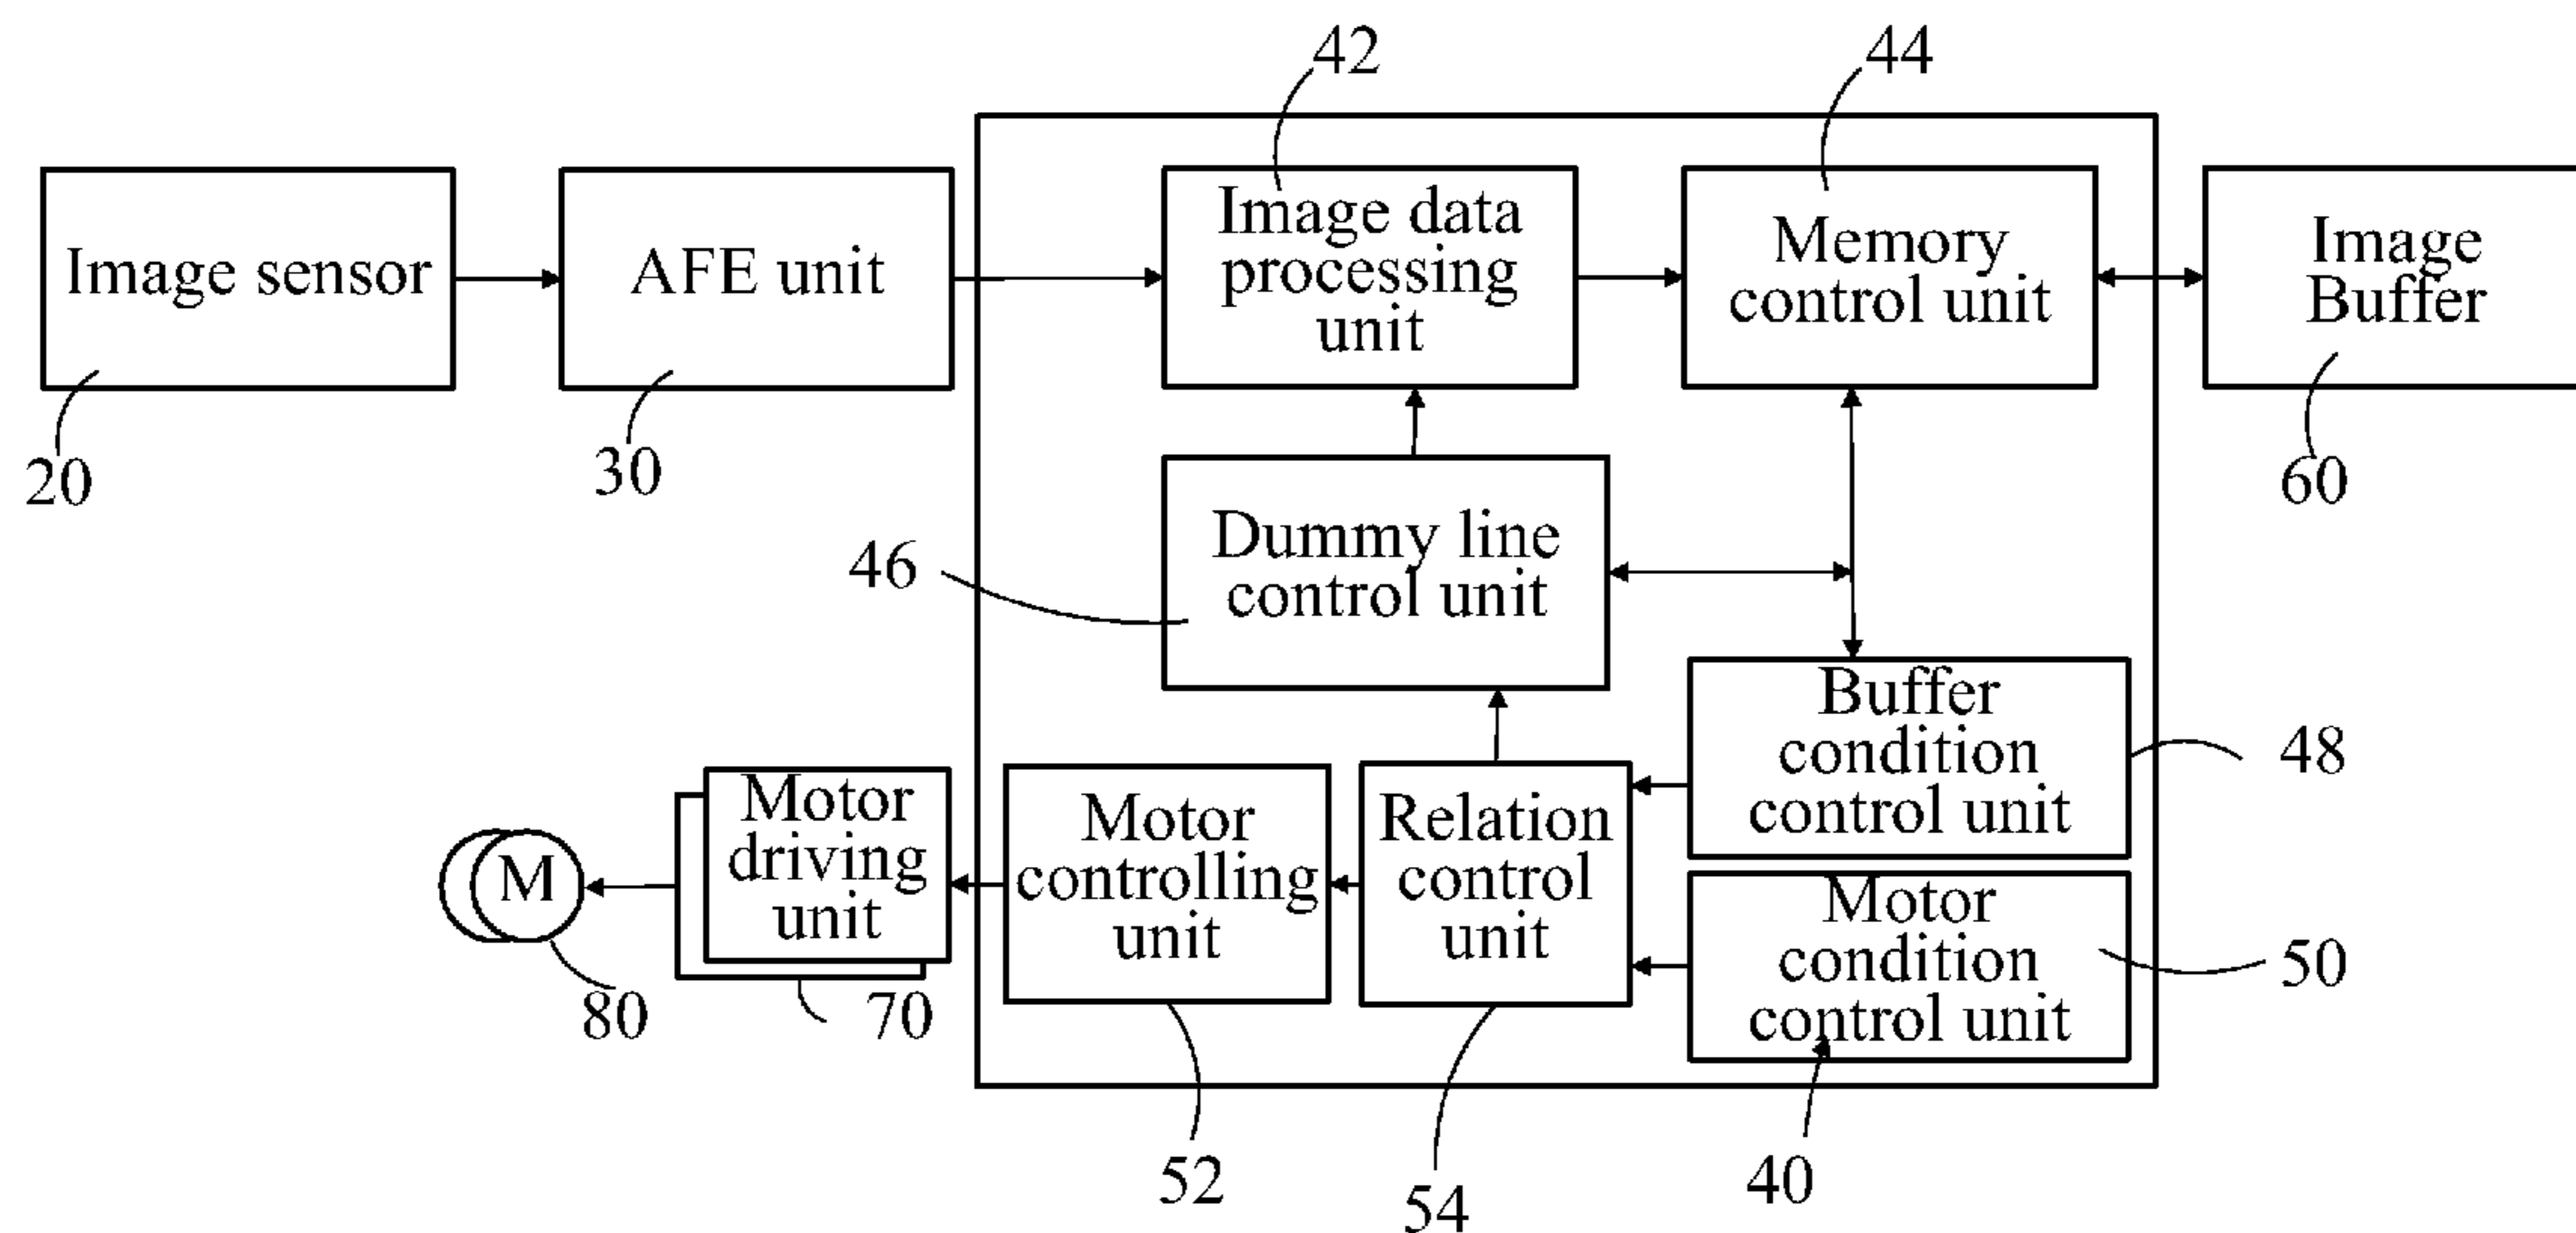 42
44
Image sensor
AFE unit
Image data
processing
unit
Memory
control unit
Image
Buffer
20
30
60
46
Dummy line
control unit
Buffer
condition
control unit
48
Motor
driving
unit
Motor
controlling
unit
Relation
control
unit
M
Motor
condition
control unit
50
80
70
52
54
40